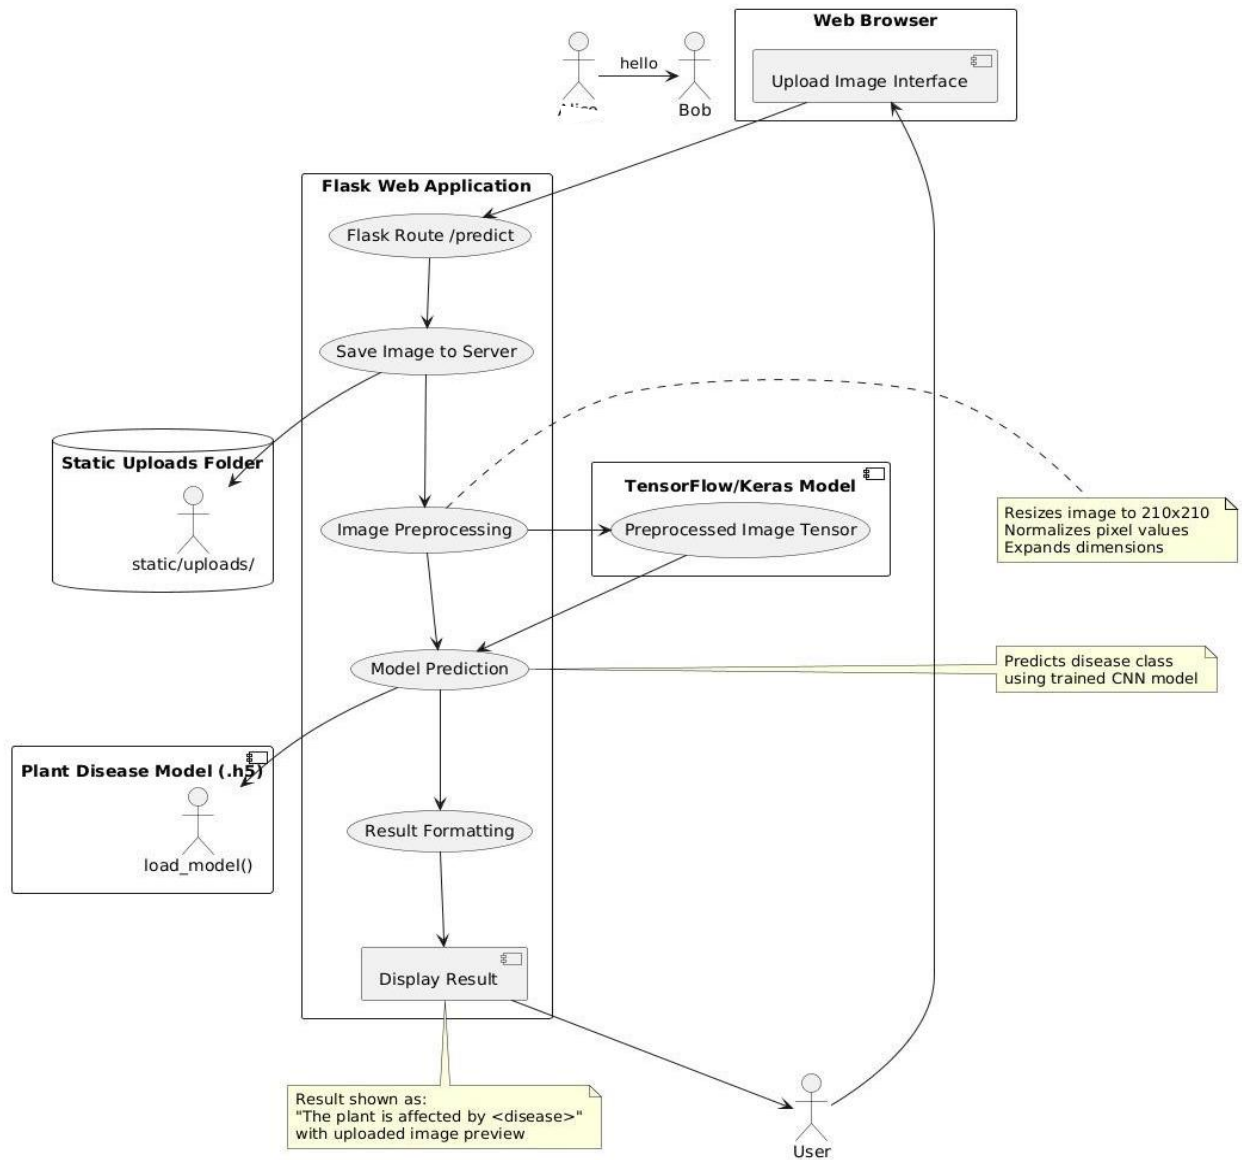 Web Browser
hello
Upload Image Interface
Bob
Flask Web Application
Flask Route /predict
Save Image to Server
Static Uploads Folder
static/uploads/
Image Preprocessing
TensorFlow/Keras Model
Preprocessed Image Tensor
Resizes image to 210x210
Normalizes pixel values
Expands dimensions
Model Prediction
Predicts disease class
using trained CNN model
Plant Disease Model (.h5)
load_model()
Result Formatting
Display Result
Result shown as:
"The plant is affected by <disease>"
with uploaded image preview
User